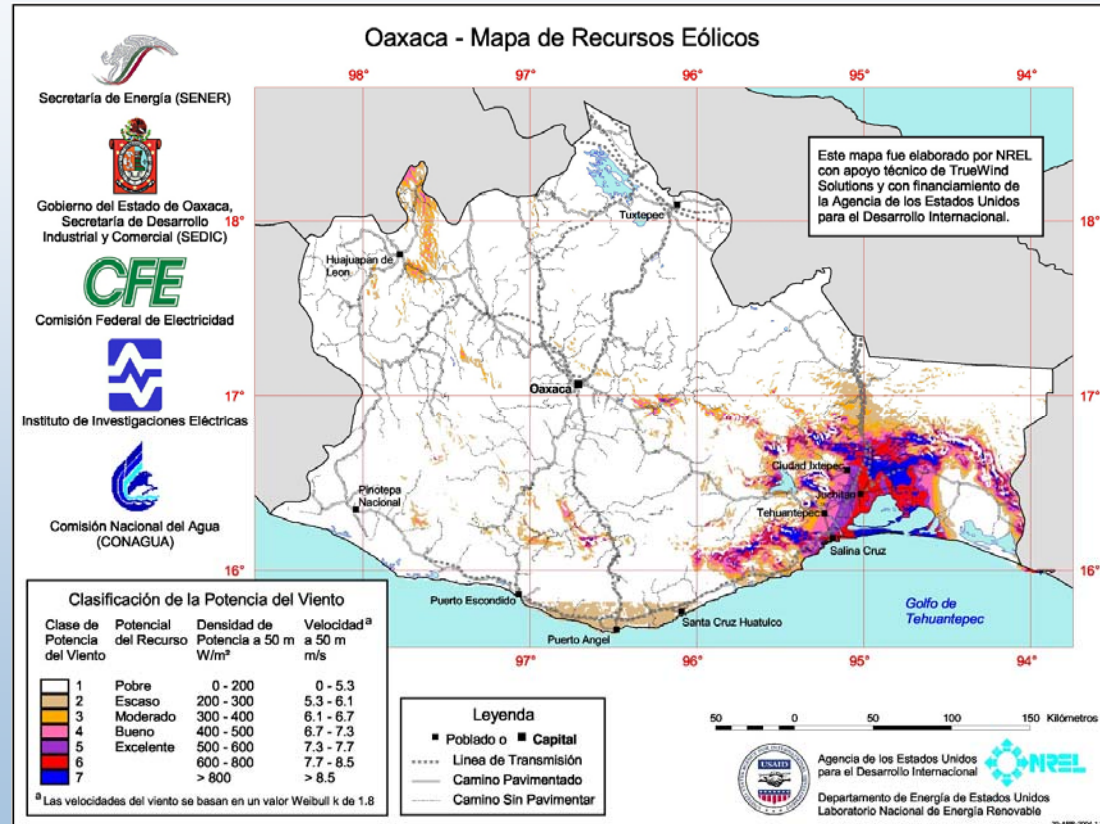 Oaxaca - Mapa de Recursos Eólicos
Secretaría de Energía (SENER)
Gobierno del Estado de Oaxaca,
Secretaría de Desarrollo
Industrial y Comercial (SEDIC)
CFE
Comisión Federal de Electricidad
Instituto de Investigaciones Eléctricas
Comisión Nacional del Agua
(CONAGUA)
98° 97° 96° 95° 94°
Este mapa fue elaborado por NREL
con apoyo técnico de TrueWind
Solutions y con financiamiento de
la Agencia de los Estados Unidos
para el Desarrollo Internacional.
18° 18°
Tuxtepec
Huajuapan de
Leon
17° 17°
Oaxaca
Ciudad Ixtepec
Juchitan
Pinotepa
Nacional
Tehuantepec
Salina Cruz
16° 16°
Puerto Escondido
Santa Cruz Huatulco
Puerto Angel
Golfo de
Tehuantepec
97° 96° 95° 94°
Clasificación de la Potencia del Viento
Clase de Potencia del Viento
Potencial del Recurso
Densidad de Potencia a 50 m W/m²
Velocidad a a 50 m m/s
1 Pobre 0 - 200 0 - 5.3
2 Escaso 200 - 300 5.3 - 6.1
3 Moderado 300 - 400 6.1 - 6.7
4 Bueno 400 - 500 6.7 - 7.3
5 Excelente 500 - 600 7.3 - 7.7
6 600 - 800 7.7 - 8.5
7 > 800 > 8.5
a Las velocidades del viento se basan en un valor Weibull k de 1.8
Leyenda
Poblado o Capital
Linea de Transmisión
Camino Pavimentado
Camino Sin Pavimentar
50 0 50 100 150 Kilómetros
USAID
Agencia de los Estados Unidos
para el Desarrollo Internacional
NREL
Departamento de Energía de Estados Unidos
Laboratorio Nacional de Energía Renovable